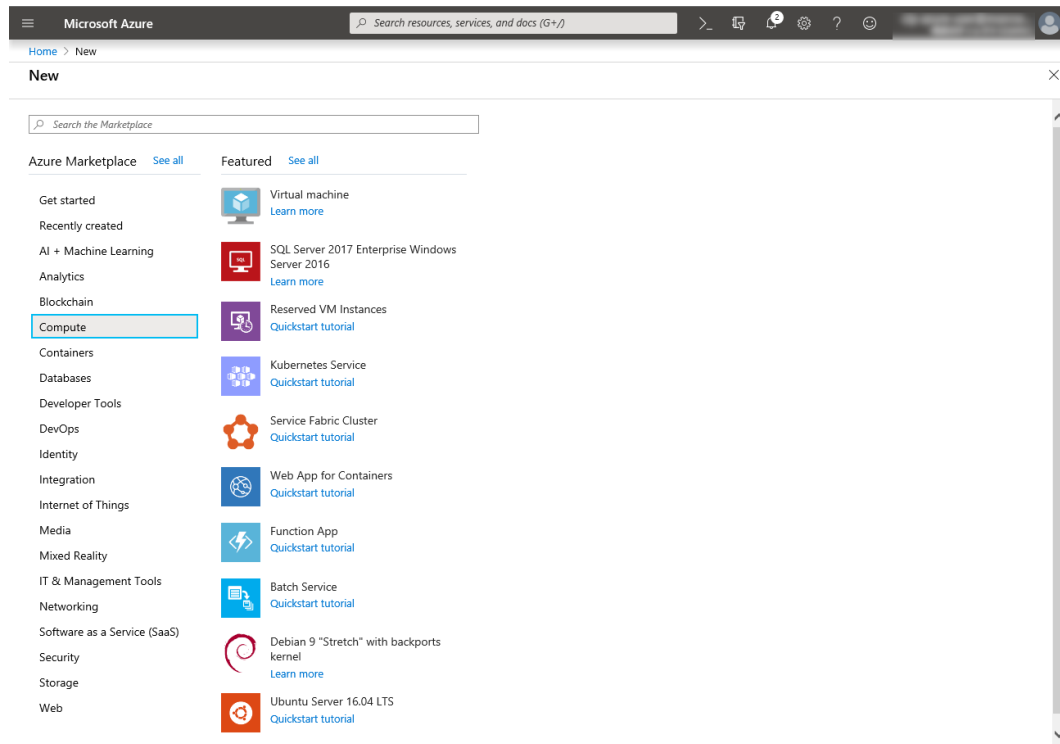 Microsoft Azure
Search resources, services, and docs (G+/)
2
Home > New
New
Search the Marketplace
Azure Marketplace See all
Get started
Recently created
AI + Machine Learning
Analytics
Blockchain
Compute
Containers
Databases
Developer Tools
DevOps
Identity
Integration
Internet of Things
Media
Mixed Reality
IT & Management Tools
Networking
Software as a Service (SaaS)
Security
Storage
Web
Featured See all
Virtual machine
Learn more
SQL
SQL Server 2017 Enterprise Windows
Server 2016
Learn more
Reserved VM Instances
Quickstart tutorial
Kubernetes Service
Quickstart tutorial
Service Fabric Cluster
Quickstart tutorial
Web App for Containers
Quickstart tutorial
Function App
Quickstart tutorial
Batch Service
Quickstart tutorial
Debian 9 "Stretch" with backports
kernel
Learn more
Ubuntu Server 16.04 LTS
Quickstart tutorial